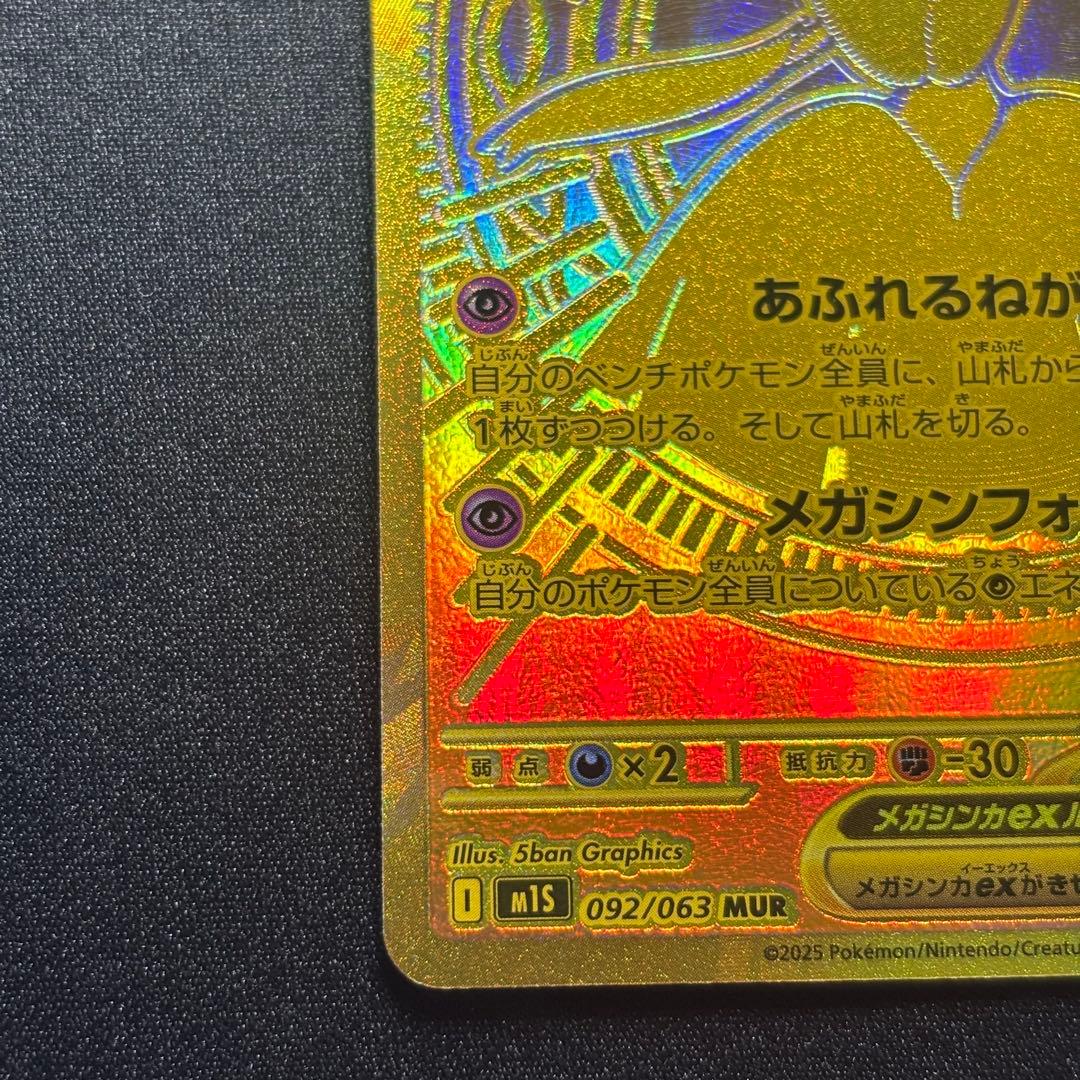 あふれるねが
じぶん ぜんいん やまふだ
自分のベンチポケモン全員に、山札から
まい やまふだ き
1枚ずつつける。そして山札を切る。
メガシンフォ
じぶん ぜんいん ちょう
自分のポケモン全員についている エネ
弱点 ×2 抵抗力 -30
メガシンカexル
イーエックス
メガシンカexがきぜ
Illus. 5ban Graphics
I M1S 092/063 MUR
©2025 Pokémon/Nintendo/Creatu